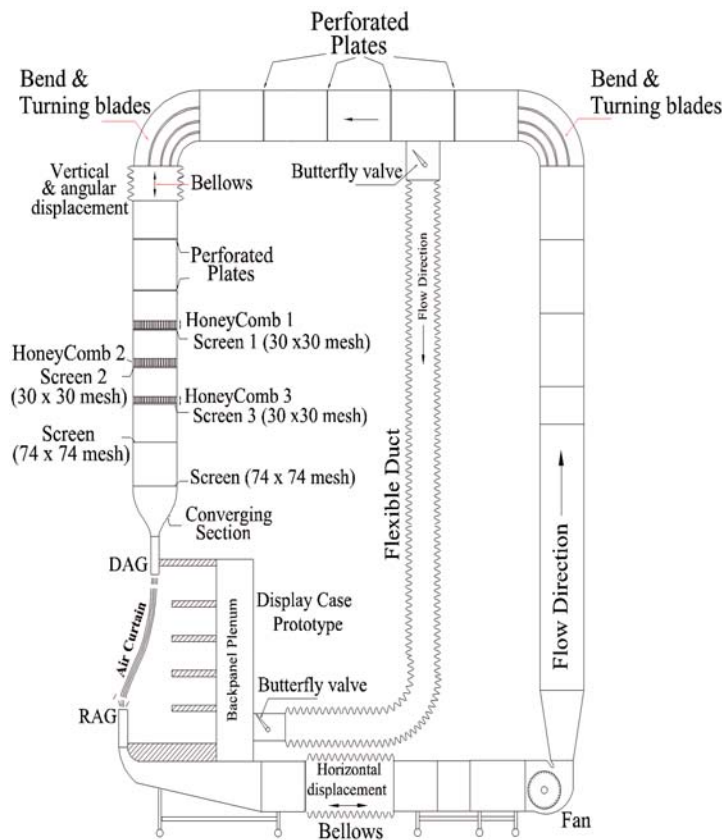 Perforated
Plates
Bend &
Turning blades
Bend &
Turning blades
Butterfly valve
Vertical
& angular
displacement
Bellows
Flow Direction
Perforated
Plates
HoneyComb 1
Screen 1 (30 x30 mesh)
HoneyComb 2
Screen 2
(30 x 30 mesh)
HoneyComb 3
Screen 3 (30 x30 mesh)
Screen
(74 x 74 mesh)
Screen (74 x 74 mesh)
Converging
Section
Flexible Duct
Flow Direction
DAG
Air Curtain
RAG
Backpanel Plenum
Display Case
Prototype
Butterfly valve
Horizontal
displacement
Bellows
Fan